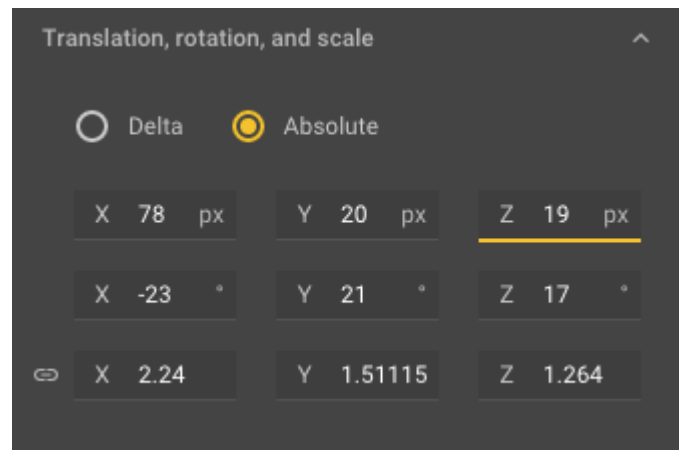 Translation, rotation, and scale
Delta Absolute
X 78 px Y 20 px Z 19 px
X -23 ° Y 21 ° Z 17 °
X 2.24 Y 1.51115 Z 1.264